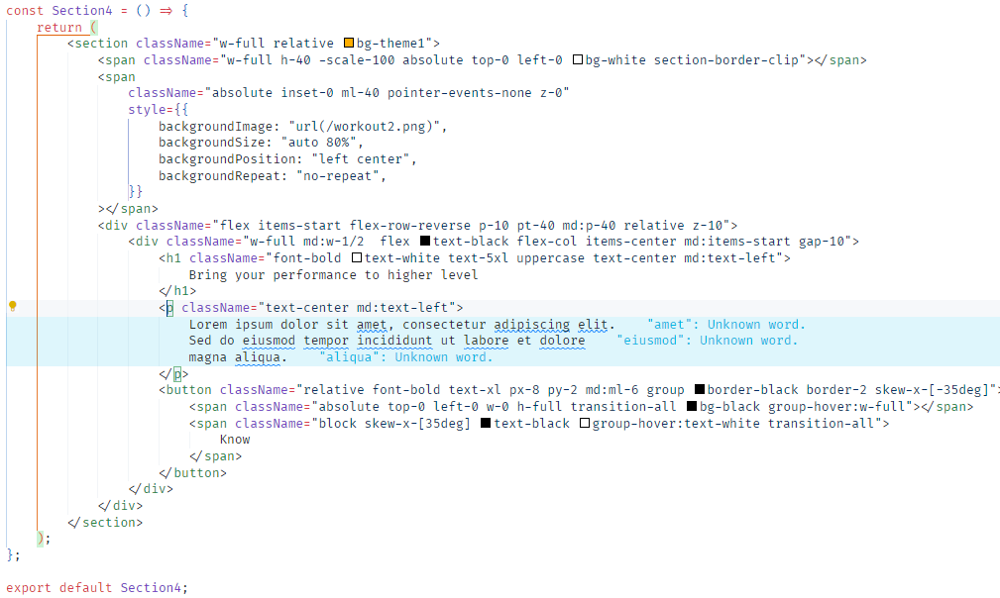 const Section4 = () => {
return (
<section className="w-full relative bg-theme1">
<span className="w-full h-40 -scale-100 absolute top-0 left-0 bg-white section-border-clip"></span>
<span
className="absolute inset-0 ml-40 pointer-events-none z-0"
style={{
backgroundImage: "url(/workout2.png)",
backgroundSize: "auto 80%",
backgroundPosition: "left center",
backgroundRepeat: "no-repeat",
}}
></span>
<div className="flex items-start flex-row-reverse p-10 pt-40 md:p-40 relative z-10">
<div className="w-full md:w-1/2  flex text-black flex-col items-center md:items-start gap-10">
<h1 className="font-bold text-white text-5xl uppercase text-center md:text-left">
Bring your performance to higher level
</h1>
<p className="text-center md:text-left">
Lorem ipsum dolor sit amet, consectetur adipiscing elit. "amet": Unknown word.
Sed do eiusmod tempor incididunt ut labore et dolore "eiusmod": Unknown word.
magna aliqua. "aliqua": Unknown word.
</p>
<button className="relative font-bold text-xl px-8 py-2 md:ml-6 group border-black border-2 skew-x-[-35deg]">
<span className="absolute top-0 left-0 w-0 h-full transition-all bg-black group-hover:w-full"></span>
<span className="block skew-x-[35deg] text-black group-hover:text-white transition-all">
Know
</span>
</button>
</div>
</div>
</section>
);
};
export default Section4;